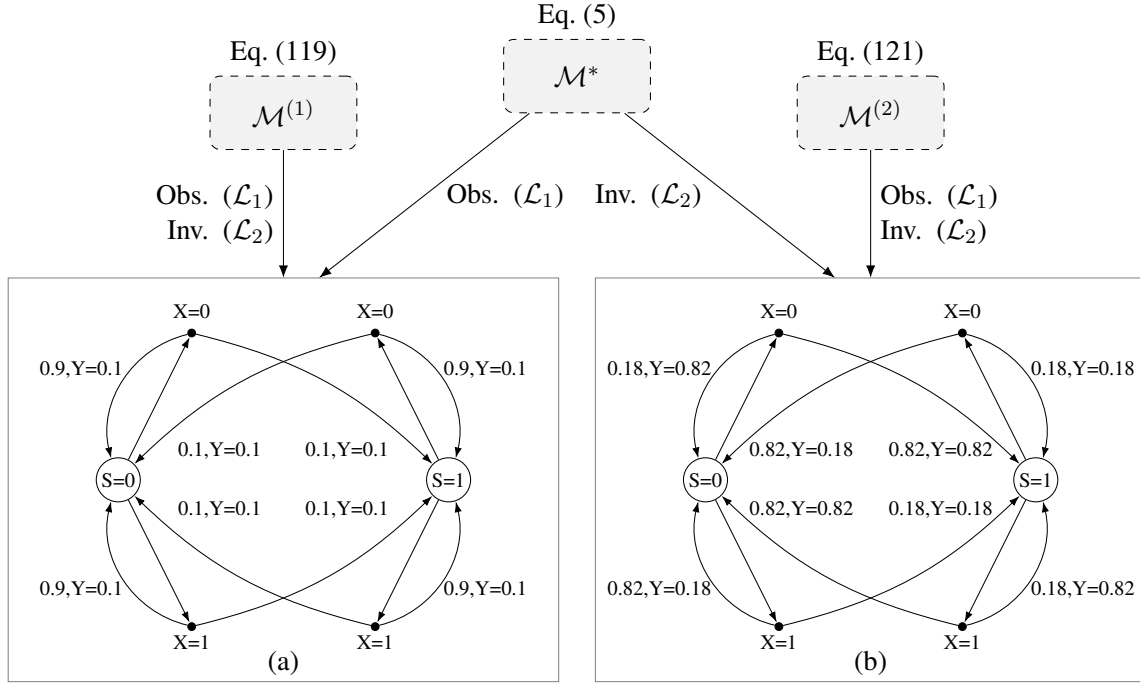 Eq. (5)
Eq. (119)
Eq. (121)
M*
M^(1)
M^(2)
Obs. (L₁)
Inv. (L₂)
Obs. (L₁)
Inv. (L₂)
Obs. (L₁)
Inv. (L₂)
X=0
X=0
0.9,Y=0.1
0.9,Y=0.1
0.1,Y=0.1
0.1,Y=0.1
S=0
S=1
0.1,Y=0.1
0.1,Y=0.1
0.9,Y=0.1
0.9,Y=0.1
X=1
X=1
(a)
X=0
X=0
0.18,Y=0.82
0.18,Y=0.18
0.82,Y=0.18
0.82,Y=0.82
S=0
S=1
0.82,Y=0.82
0.18,Y=0.18
0.82,Y=0.18
0.18,Y=0.82
X=1
X=1
(b)